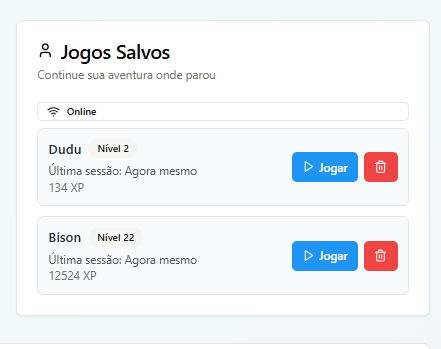 Jogos Salvos
Continue sua aventura onde parou
Online
Dudu Nível 2
Última sessão: Agora mesmo
134 XP
Jogar
Bison Nível 22
Última sessão: Agora mesmo
12524 XP
Jogar